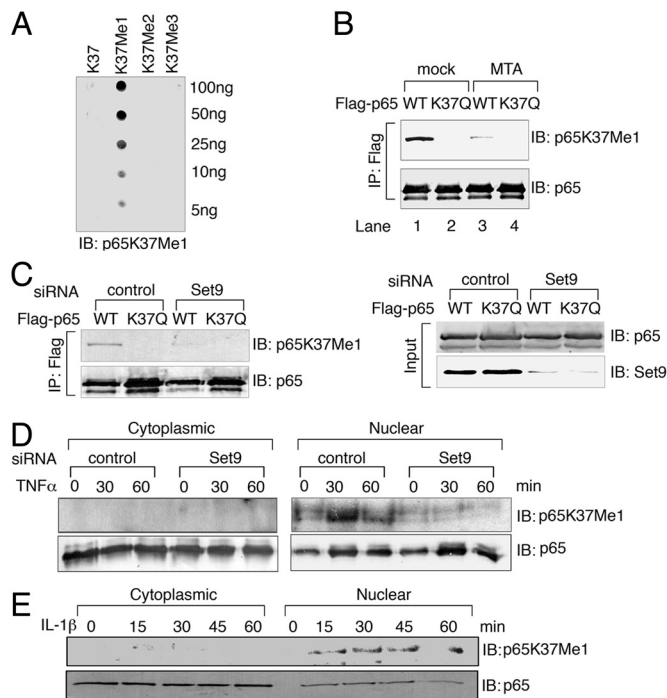 A
K37
K37Me1
K37Me2
K37Me3
100ng
50ng
25ng
10ng
5ng
IB: p65K37Me1
B
mock MTA
Flag-p65 WT K37Q WT K37Q
IP: Flag
IB: p65K37Me1
IB: p65
Lane 1 2 3 4
C
siRNA control Set9
Flag-p65 WT K37Q WT K37Q
IP: Flag
IB: p65K37Me1
IB: p65
siRNA control Set9
Flag-p65 WT K37Q WT K37Q
Input
IB: p65
IB: Set9
D
Cytoplasmic Nuclear
siRNA control Set9 control Set9
TNFα 0 30 60 0 30 60 0 30 60 0 30 60 min
IB: p65K37Me1
IB: p65
E
Cytoplasmic Nuclear
IL-1β 0 15 30 45 60 0 15 30 45 60 min
IB:p65K37Me1
IB: p65